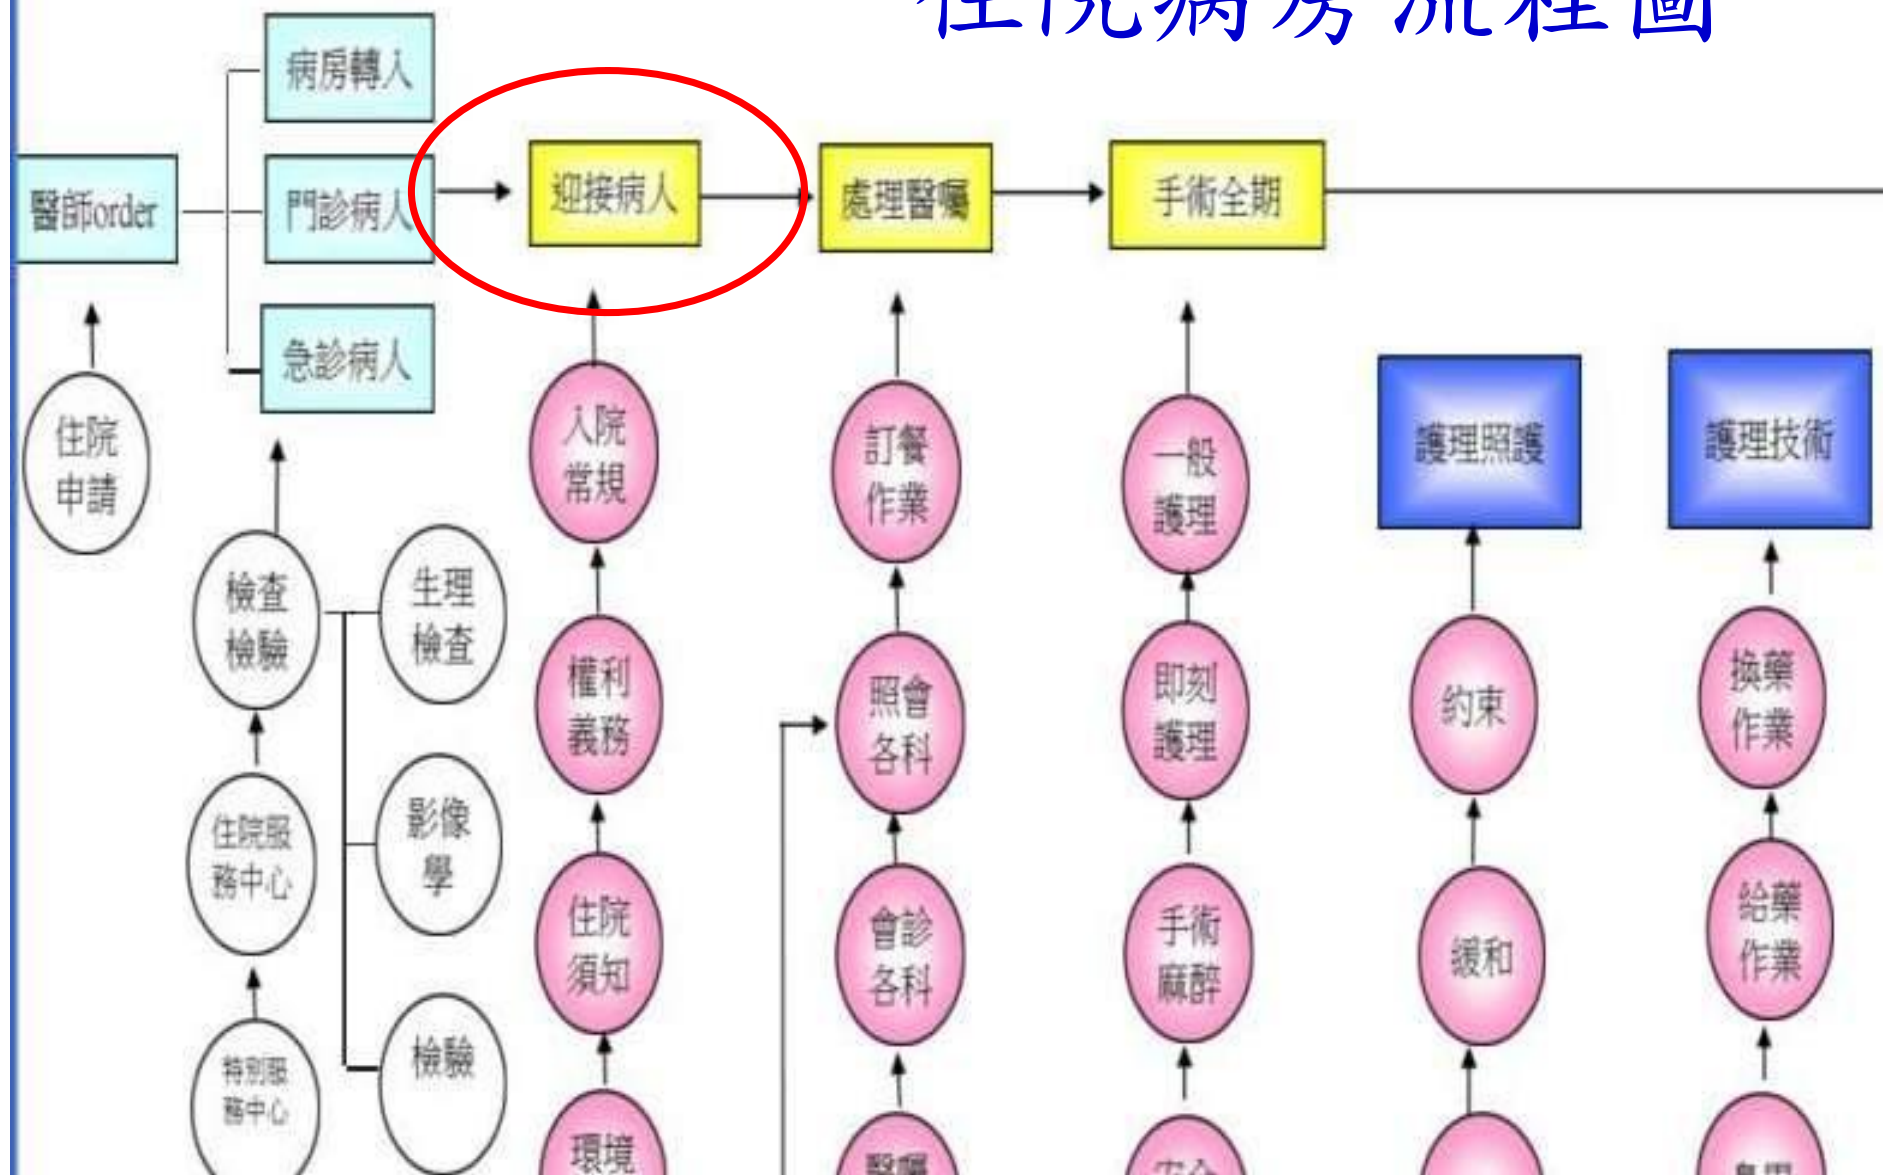 住院病房流程圖
病房轉入
醫師order
門診病人
迎接病人
處理醫囑
手術全期
急診病人
住院
申請
入院
常規
訂餐
作業
一般
護理
護理照護
護理技術
檢查
檢驗
生理
檢查
權利
義務
照會
各科
即刻
護理
約束
換藥
作業
住院服
務中心
影像
學
住院
須知
會診
各科
手術
麻醉
緩和
給藥
作業
特別服
務中心
檢驗
環境
醫囑
安全